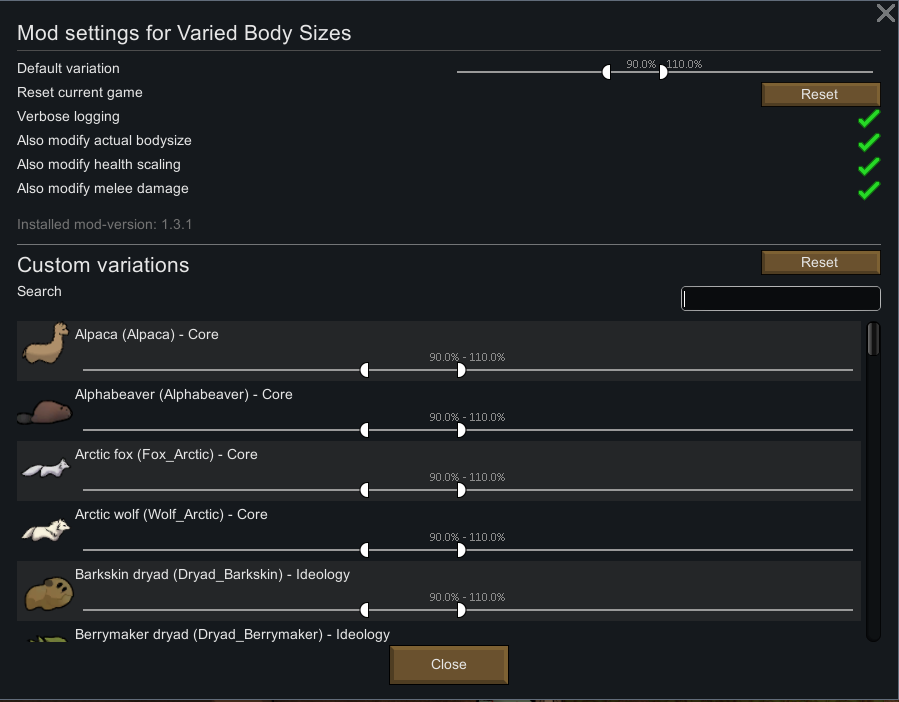 Mod settings for Varied Body Sizes
Default variation
90.0% - 110.0%
Reset current game
Reset
Verbose logging
Also modify actual bodysize
Also modify health scaling
Also modify melee damage
Installed mod-version: 1.3.1
Custom variations
Reset
Search
Alpaca (Alpaca) - Core
90.0% - 110.0%
Alphabeaver (Alphabeaver) - Core
90.0% - 110.0%
Arctic fox (Fox_Arctic) - Core
90.0% - 110.0%
Arctic wolf (Wolf_Arctic) - Core
90.0% - 110.0%
Barkskin dryad (Dryad_Barkskin) - Ideology
90.0% - 110.0%
Berrymaker dryad (Dryad_Berrymaker) - Ideology
Close